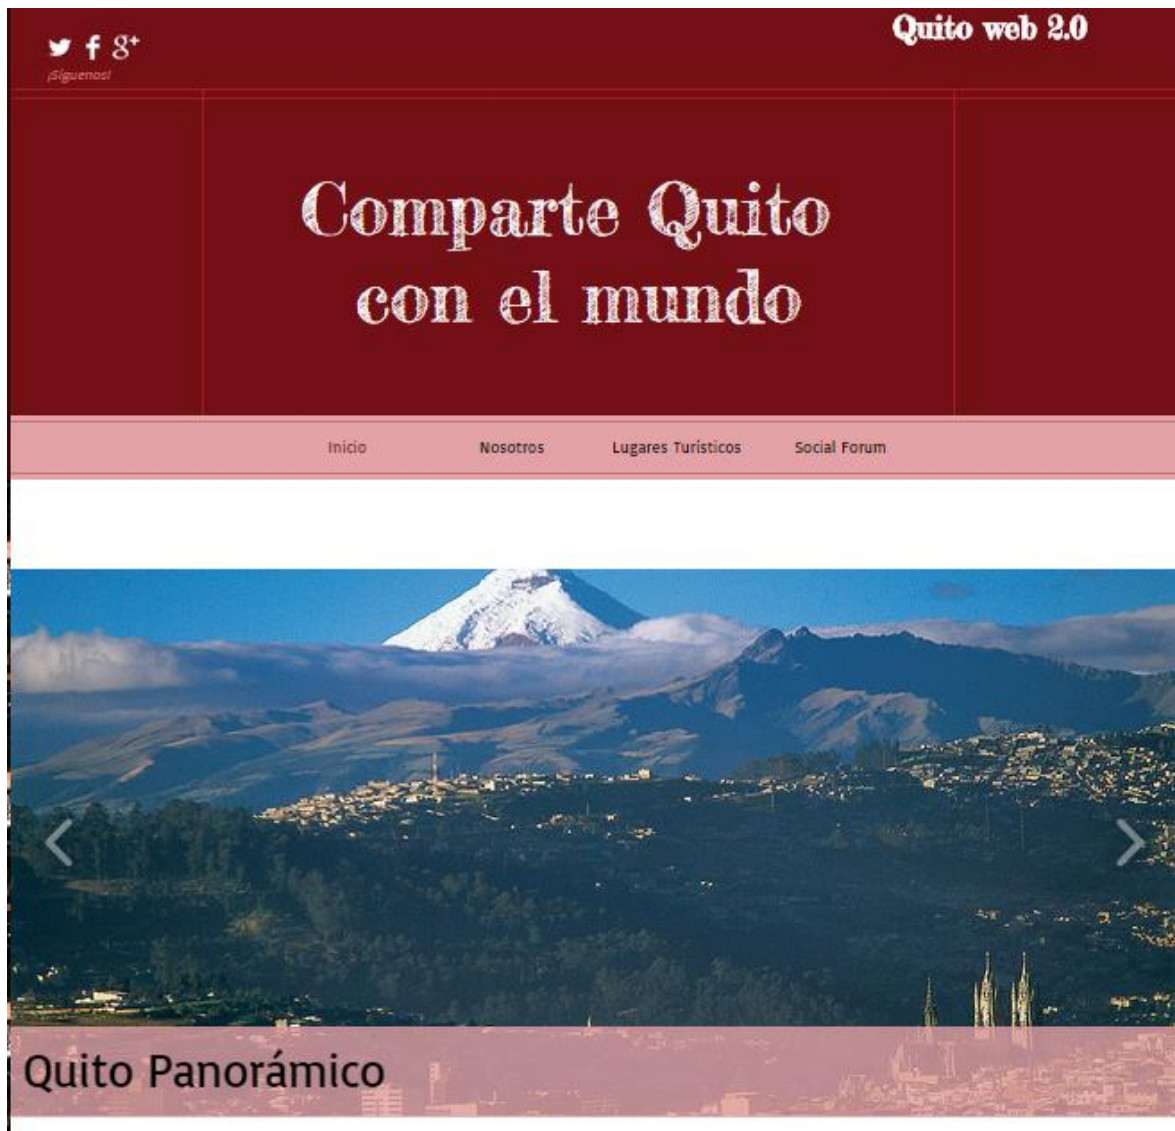 Quito web 2.0
¡Síguenos!
Comparte Quito
con el mundo
Inicio Nosotros Lugares Turísticos Social Forum
Quito Panorámico